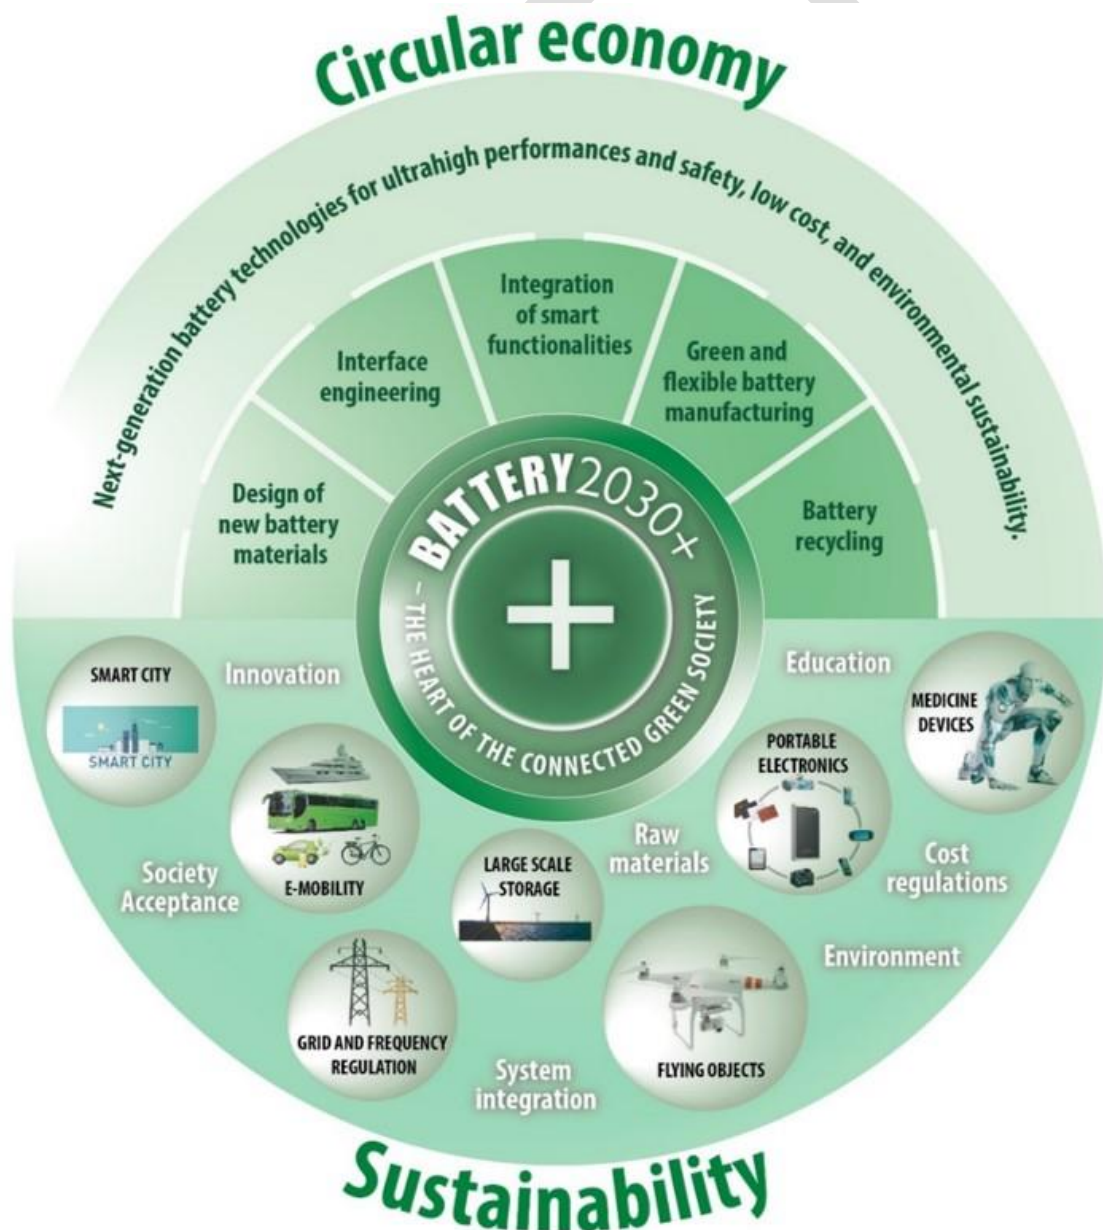 Circular economy
Next-generation battery technologies for ultrahigh performances and safety, low cost, and environmental sustainability.
Design of
new battery
materials
Interface
engineering
Integration
of smart
functionalities
Green and
flexible battery
manufacturing
Battery
recycling
BATTERY2030+
– THE HEART OF THE CONNECTED GREEN SOCIETY
SMART CITY
SMART CITY
Innovation
Education
MEDICINE
DEVICES
E-MOBILITY
PORTABLE
ELECTRONICS
Society
Acceptance
LARGE SCALE
STORAGE
Raw
materials
Cost
regulations
Environment
GRID AND FREQUENCY
REGULATION
System
integration
FLYING OBJECTS
Sustainability